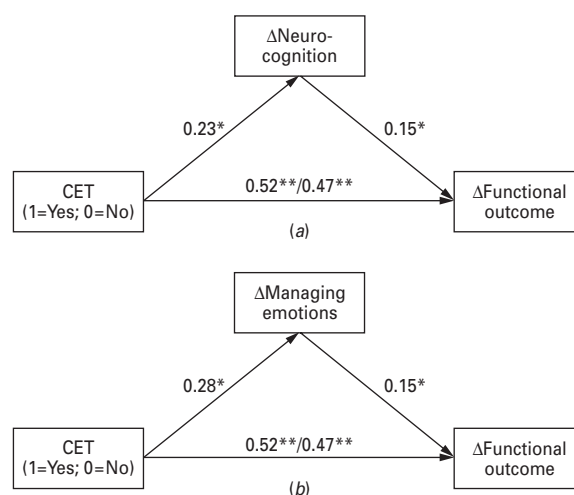 ΔNeuro-
cognition
0.23*
0.15*
0.52**/0.47**
CET
(1=Yes; 0=No)
ΔFunctional
outcome
(a)
ΔManaging
emotions
0.28*
0.15*
0.52**/0.47**
CET
(1=Yes; 0=No)
ΔFunctional
outcome
(b)